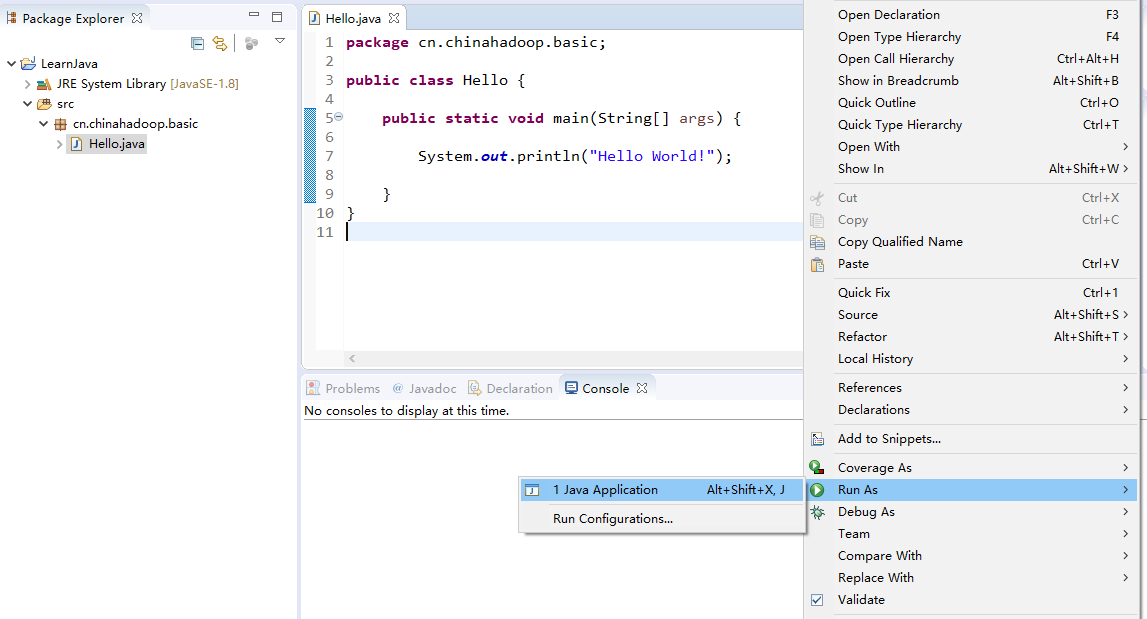 Package Explorer
LearnJava
JRE System Library [JavaSE-1.8]
src
cn.chinahadoop.basic
Hello.java
Hello.java
1 package cn.chinahadoop.basic;
2
3 public class Hello {
4
5 public static void main(String[] args) {
6
7 System.out.println("Hello World!");
8
9 }
10 }
11
Problems @ Javadoc Declaration Console
No consoles to display at this time.
1 Java Application Alt+Shift+X, J
Run Configurations...
Open Declaration F3
Open Type Hierarchy F4
Open Call Hierarchy Ctrl+Alt+H
Show in Breadcrumb Alt+Shift+B
Quick Outline Ctrl+O
Quick Type Hierarchy Ctrl+T
Open With
Show In Alt+Shift+W
Cut Ctrl+X
Copy Ctrl+C
Copy Qualified Name
Paste Ctrl+V
Quick Fix Ctrl+1
Source Alt+Shift+S
Refactor Alt+Shift+T
Local History
References
Declarations
Add to Snippets...
Coverage As
Run As
Debug As
Team
Compare With
Replace With
Validate